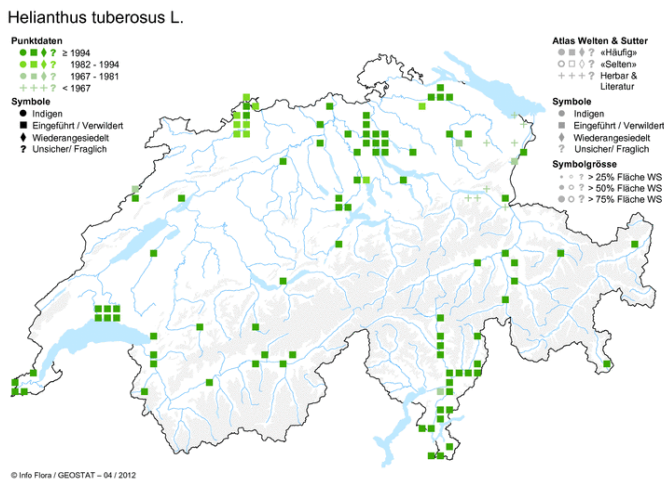 Helianthus tuberosus L.
Punktdaten
? ≥ 1994
? 1982 - 1994
? 1967 - 1981
+ + + ? < 1967
Symbole
Indigen
Eingeführt / Verwildert
Wiederangesiedelt
? Unsicher/ Fraglich
Atlas Welten & Sutter
? «Häufig»
? «Selten»
+ + + ? Herbar &
Literatur
Symbole
Indigen
Eingeführt / Verwildert
Wiederangesiedelt
? Unsicher/ Fraglich
Symbolgrösse
? > 25% Fläche WS
? > 50% Fläche WS
? > 75% Fläche WS
© Info Flora / GEOSTAT – 04 / 2012